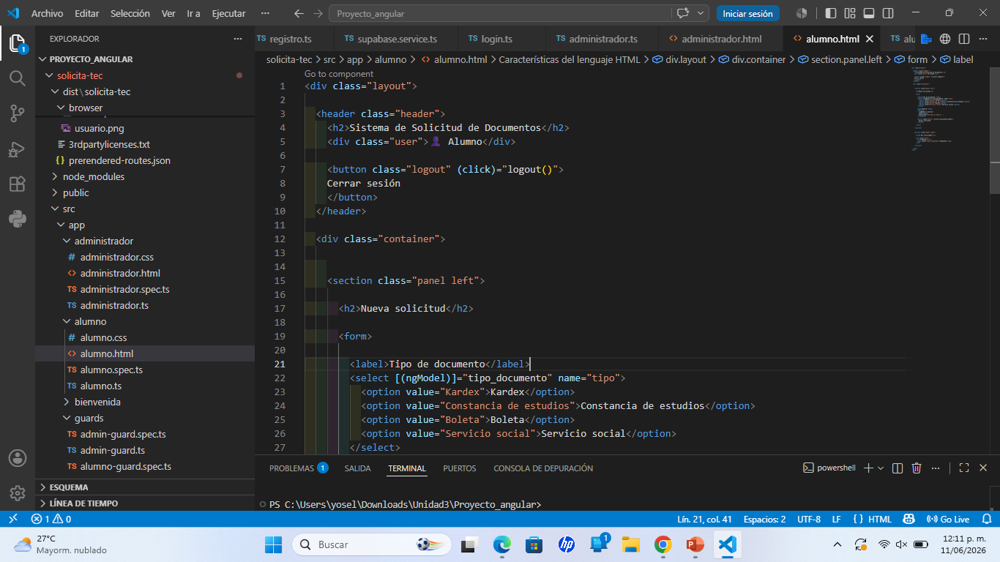 Archivo Editar Selección Ver Ir a Ejecutar ··· Proyecto_angular Iniciar sesión
EXPLORADOR ···
1
registro.ts TS supabase.service.ts TS login.ts TS administrador.ts <> administrador.html <> alumno.html TS alu ···
solicita-tec > src > app > alumno > <> alumno.html > Características del lenguaje HTML > div.layout > div.container > section.panel.left > form > label
PROYECTO_ANGULAR
solicita-tec
dist\solicita-tec
browser
usuario.png
3rdpartylicenses.txt
{} prerendered-routes.json
node_modules
public
src
app
administrador
# administrador.css
<> administrador.html
TS administrador.spec.ts
TS administrador.ts
alumno
# alumno.css
<> alumno.html
TS alumno.spec.ts
TS alumno.ts
bienvenida
guards
TS admin-guard.spec.ts
TS admin-guard.ts
TS alumno-guard.spec.ts
ESQUEMA
LÍNEA DE TIEMPO
Go to component
1 <div class="layout">
2
3 <header class="header">
4 <h2>Sistema de Solicitud de Documentos</h2>
5 <div class="user">👤 Alumno</div>
6
7 <button class="logout" (click)="logout()">
8 Cerrar sesión
9 </button>
10 </header>
11
12 <div class="container">
13
14
15 <section class="panel left">
16
17 <h2>Nueva solicitud</h2>
18
19 <form>
20
21 <label>Tipo de documento</label>
22 <select [(ngModel)]="tipo_documento" name="tipo">
23 <option value="Kardex">Kardex</option>
24 <option value="Constancia de estudios">Constancia de estudios</option>
25 <option value="Boleta">Boleta</option>
26 <option value="Servicio social">Servicio social</option>
27 </select>
PROBLEMAS 1 SALIDA TERMINAL PUERTOS CONSOLA DE DEPURACIÓN powershell ···
PS C:\Users\yosel\Downloads\Unidad3\Proyecto_angular>
1 0 Lín. 21, col. 41 Espacios: 2 UTF-8 LF {} HTML Go Live
27°C
Mayorm. nublado
Buscar
1
12:11 p. m.
11/06/2026